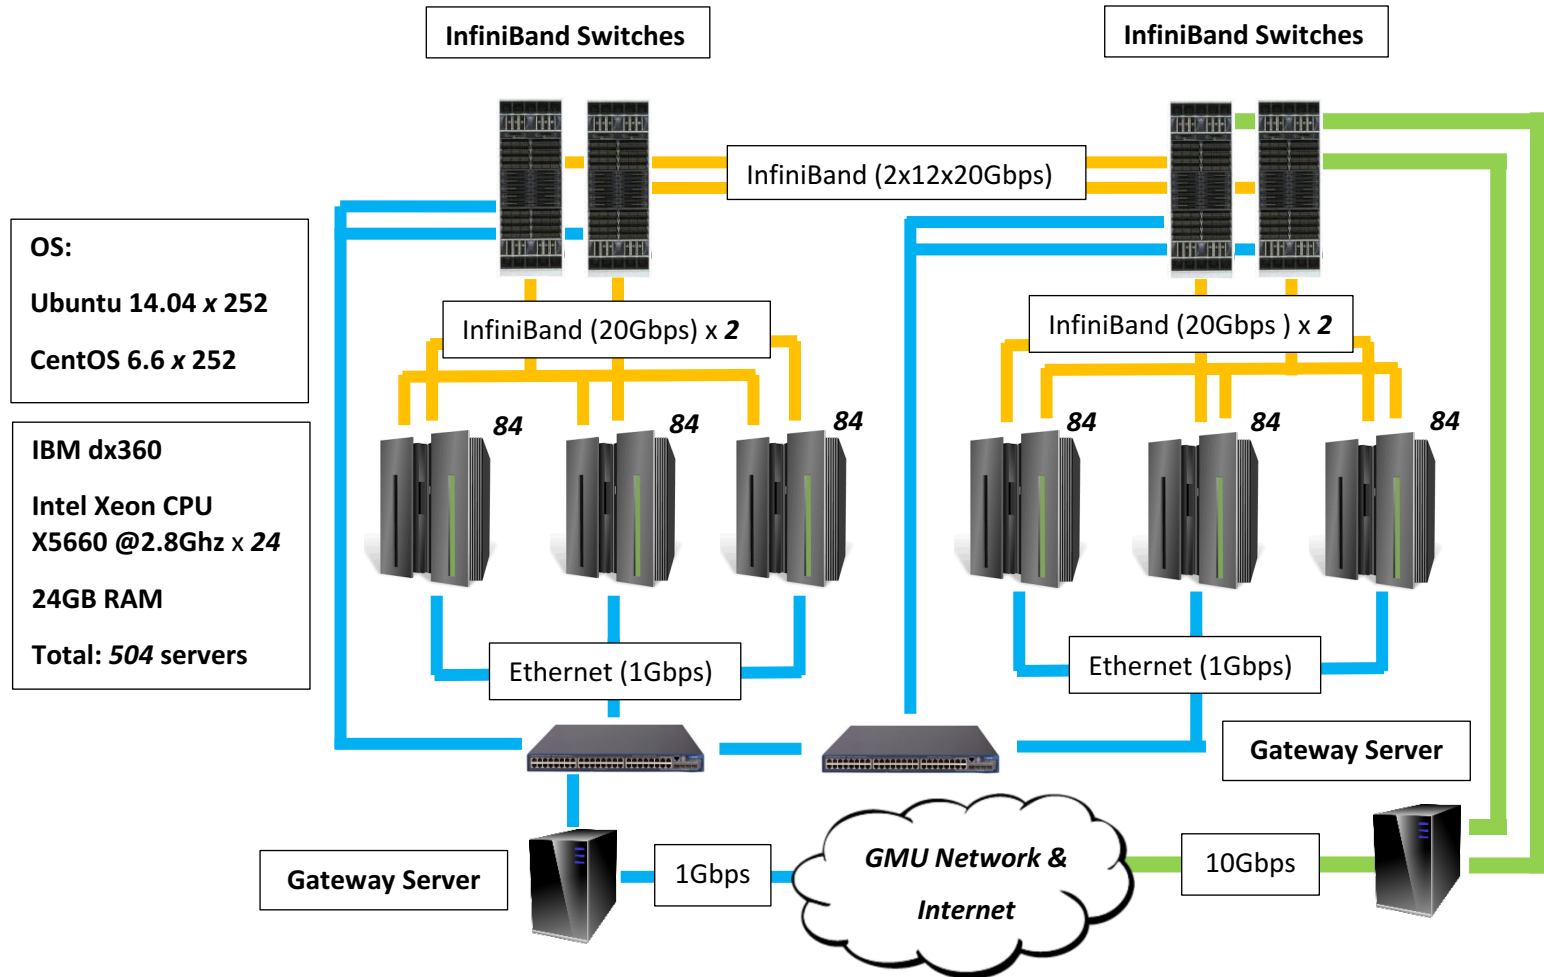 InfiniBand Switches
InfiniBand Switches
InfiniBand (2x12x20Gbps)
OS:
Ubuntu 14.04 x 252
CentOS 6.6 x 252
InfiniBand (20Gbps) x 2
InfiniBand (20Gbps ) x 2
84
84
84
84
84
84
IBM dx360
Intel Xeon CPU
X5660 @2.8Ghz x 24
24GB RAM
Total: 504 servers
Ethernet (1Gbps)
Ethernet (1Gbps)
Gateway Server
Gateway Server
1Gbps
GMU Network &
Internet
10Gbps